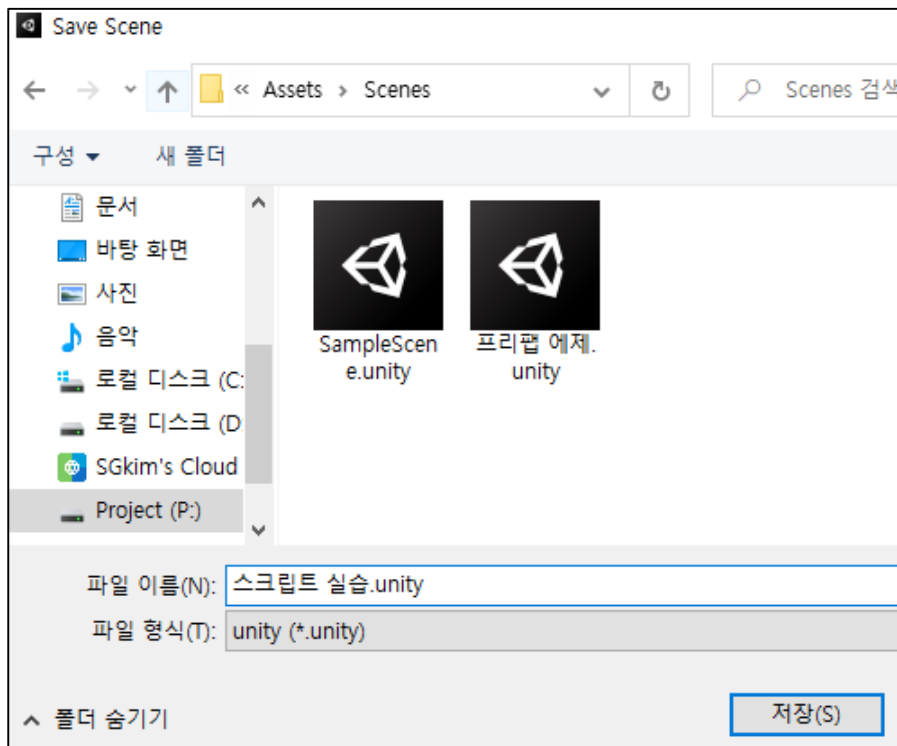 Save Scene
« Assets › Scenes
Scenes 검색
구성
새 폴더
문서
바탕 화면
사진
음악
로컬 디스크 (C:
로컬 디스크 (D
SGkim's Cloud
Project (P:)
SampleScen
e.unity
프리팹 에제.
unity
파일 이름(N): 스크립트 실습.unity
파일 형식(T): unity (*.unity)
폴더 숨기기
저장(S)